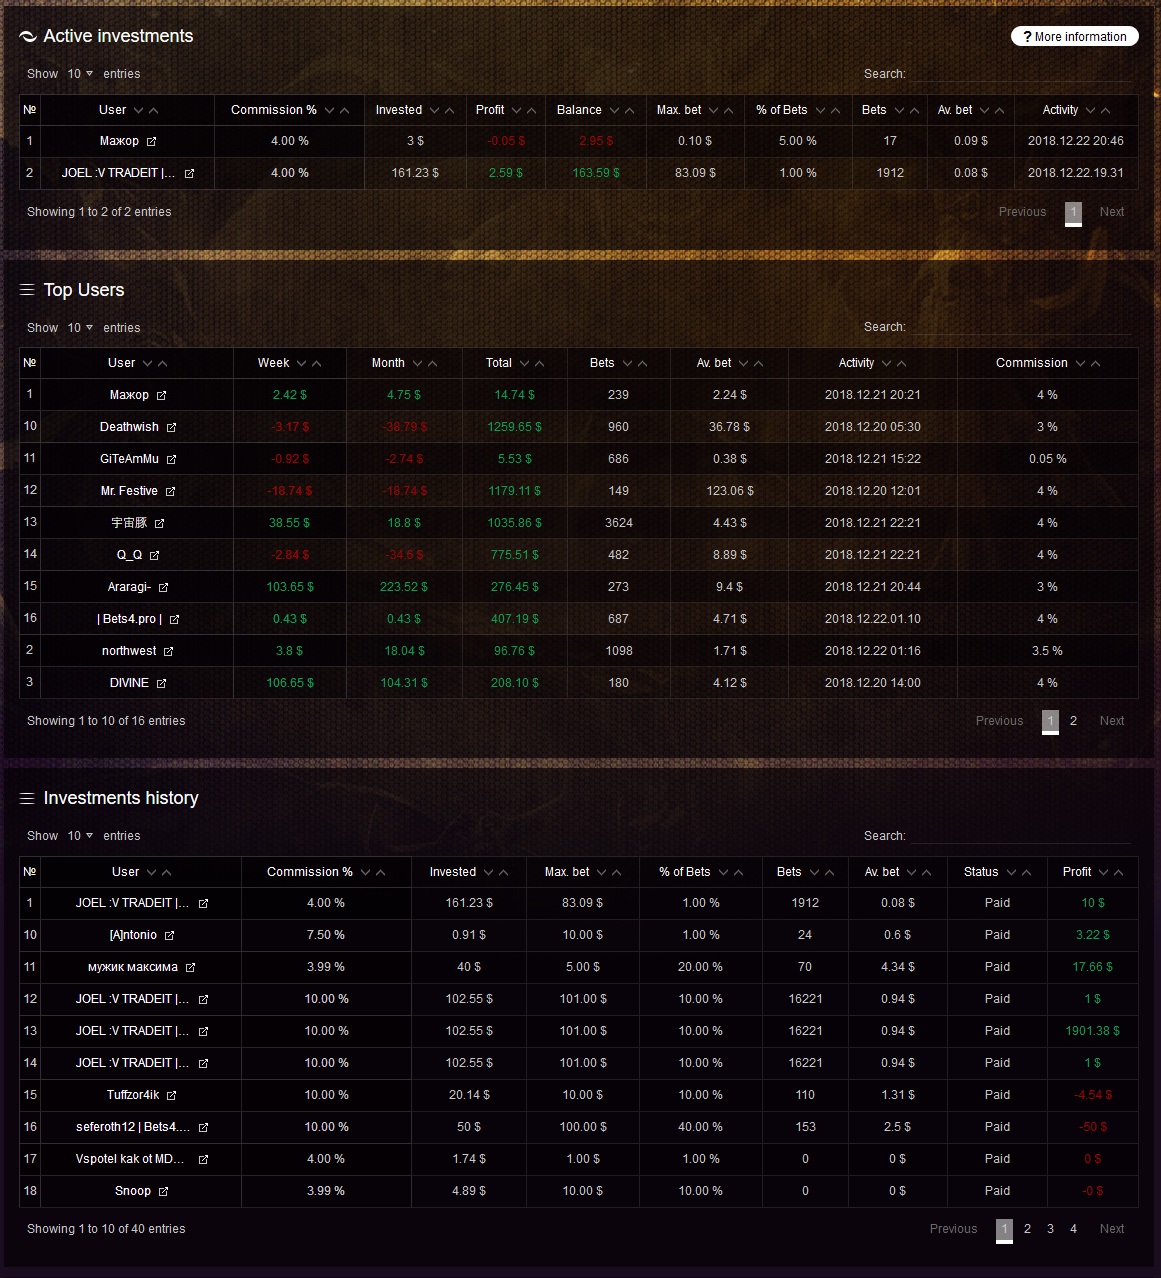 Active investments
? More information
Show 10 entries
Search:
№ User Commission % Invested Profit Balance Max. bet % of Bets Bets Av. bet Activity
1 Мажор 4.00 % 3 $ -0.05 $ 2.95 $ 0.10 $ 5.00 % 17 0.09 $ 2018.12.22 20:46
2 JOEL :V TRADEIT |... 4.00 % 161.23 $ 2.59 $ 163.59 $ 83.09 $ 1.00 % 1912 0.08 $ 2018.12.22.19.31
Showing 1 to 2 of 2 entries
Previous 1 Next
Top Users
Show 10 entries
Search:
№ User Week Month Total Bets Av. bet Activity Commission
1 Мажор 2.42 $ 4.75 $ 14.74 $ 239 2.24 $ 2018.12.21 20:21 4 %
10 Deathwish -3.17 $ -38.79 $ 1259.65 $ 960 36.78 $ 2018.12.20 05:30 3 %
11 GiTeAmMu -0.92 $ -2.74 $ 5.53 $ 686 0.38 $ 2018.12.21 15:22 0.05 %
12 Mr. Festive -18.74 $ -18.74 $ 1179.11 $ 149 123.06 $ 2018.12.20 12:01 4 %
13 宇宙豚 38.55 $ 18.8 $ 1035.86 $ 3624 4.43 $ 2018.12.21 22:21 4 %
14 Q_Q -2.84 $ -34.6 $ 775.51 $ 482 8.89 $ 2018.12.21 22:21 4 %
15 Araragi- 103.65 $ 223.52 $ 276.45 $ 273 9.4 $ 2018.12.21 20:44 3 %
16 | Bets4.pro | 0.43 $ 0.43 $ 407.19 $ 687 4.71 $ 2018.12.22.01.10 4 %
2 northwest 3.8 $ 18.04 $ 96.76 $ 1098 1.71 $ 2018.12.22 01:16 3.5 %
3 DIVINE 106.65 $ 104.31 $ 208.10 $ 180 4.12 $ 2018.12.20 14:00 4 %
Showing 1 to 10 of 16 entries
Previous 1 2 Next
Investments history
Show 10 entries
Search:
№ User Commission % Invested Max. bet % of Bets Bets Av. bet Status Profit
1 JOEL :V TRADEIT |... 4.00 % 161.23 $ 83.09 $ 1.00 % 1912 0.08 $ Paid 10 $
10 [A]ntonio 7.50 % 0.91 $ 10.00 $ 1.00 % 24 0.6 $ Paid 3.22 $
11 мужик максима 3.99 % 40 $ 5.00 $ 20.00 % 70 4.34 $ Paid 17.66 $
12 JOEL :V TRADEIT |... 10.00 % 102.55 $ 101.00 $ 10.00 % 16221 0.94 $ Paid 1 $
13 JOEL :V TRADEIT |... 10.00 % 102.55 $ 101.00 $ 10.00 % 16221 0.94 $ Paid 1901.38 $
14 JOEL :V TRADEIT |... 10.00 % 102.55 $ 101.00 $ 10.00 % 16221 0.94 $ Paid 1 $
15 Tuffzor4ik 10.00 % 20.14 $ 10.00 $ 10.00 % 110 1.31 $ Paid -4.54 $
16 seferoth12 | Bets4.... 10.00 % 50 $ 100.00 $ 40.00 % 153 2.5 $ Paid -50 $
17 Vspotel kak ot MD... 4.00 % 1.74 $ 1.00 $ 1.00 % 0 0 $ Paid 0 $
18 Snoop 3.99 % 4.89 $ 10.00 $ 10.00 % 0 0 $ Paid -0 $
Showing 1 to 10 of 40 entries
Previous 1 2 3 4 Next